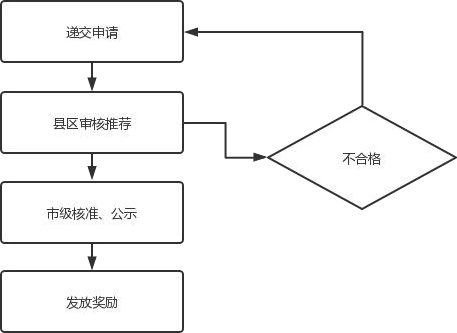 递交申请
县区审核推荐
不合格
市级核准、公示
发放奖励